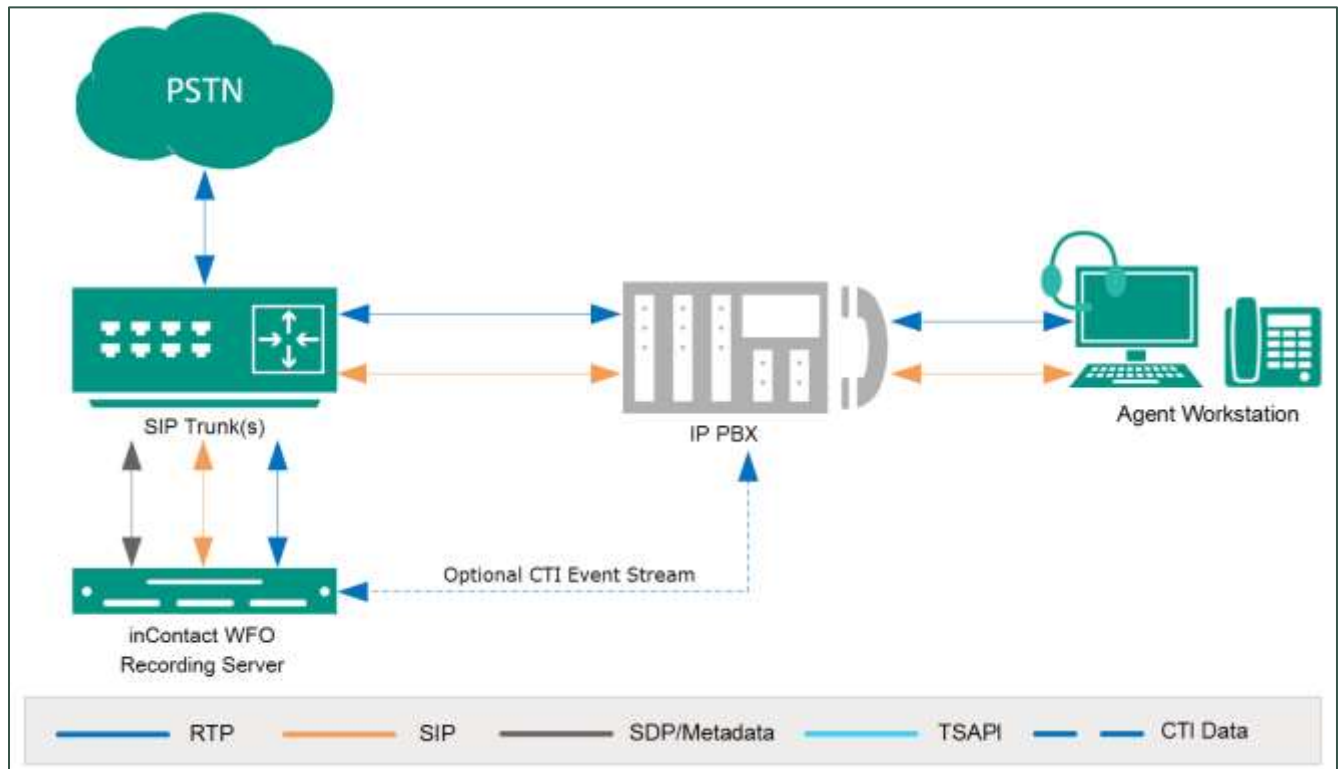 PSTN
SIP Trunk(s)
IP PBX
Agent Workstation
Optional CTI Event Stream
inContact WFO
Recording Server
RTP
SIP
SDP/Metadata
TSAPI
CTI Data